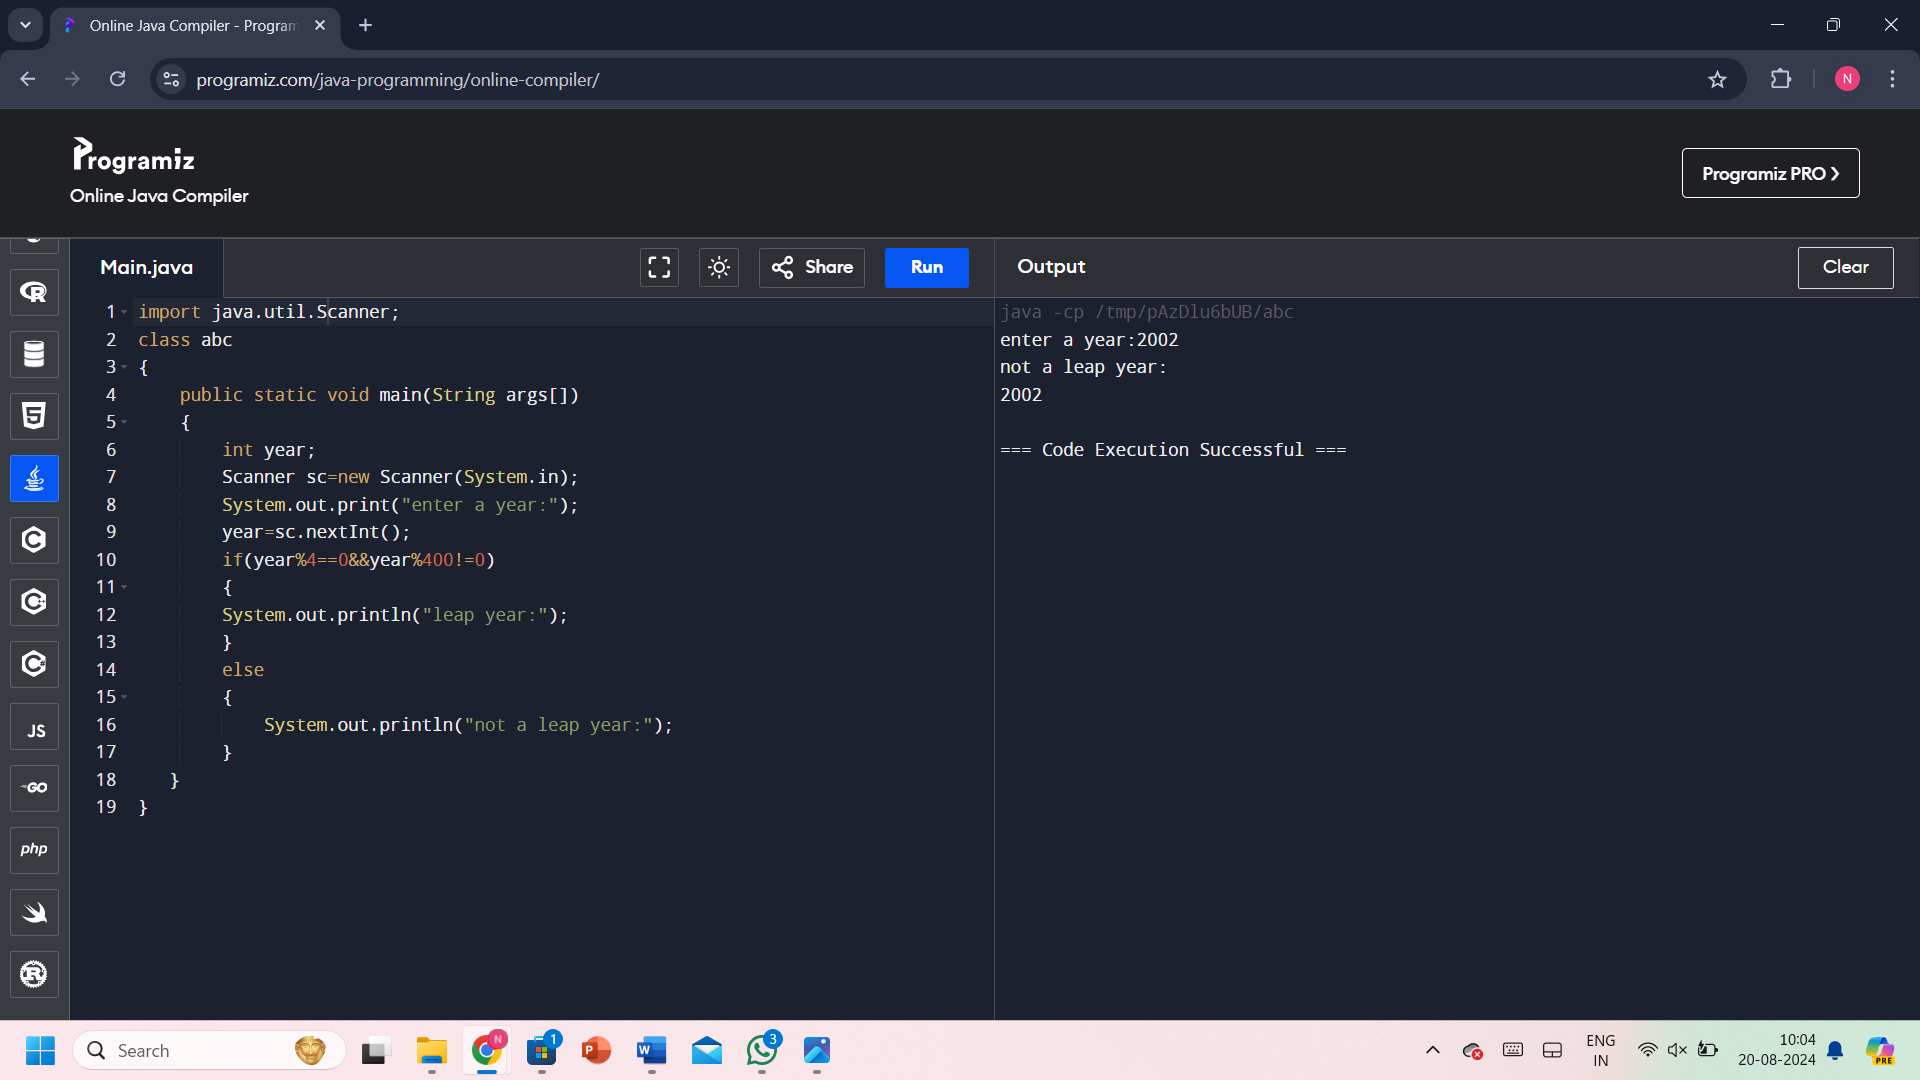 Online Java Compiler - Program
programiz.com/java-programming/online-compiler/
N
Programiz
Online Java Compiler
Programiz PRO
Main.java
Share
Run
Output
Clear
1 import java.util.Scanner;
2 class abc
3 {
4 public static void main(String args[])
5 {
6 int year;
7 Scanner sc=new Scanner(System.in);
8 System.out.print("enter a year:");
9 year=sc.nextInt();
10 if(year%4==0&&year%400!=0)
11 {
12 System.out.println("leap year:");
13 }
14 else
15 {
16 System.out.println("not a leap year:");
17 }
18 }
19 }
java -cp /tmp/pAzDlu6bUB/abc
enter a year:2002
not a leap year:
2002
=== Code Execution Successful ===
R
5
C
C
C
JS
GO
php
R
Search
N
1
P
W
3
ENG
IN
10:04
20-08-2024
PRE